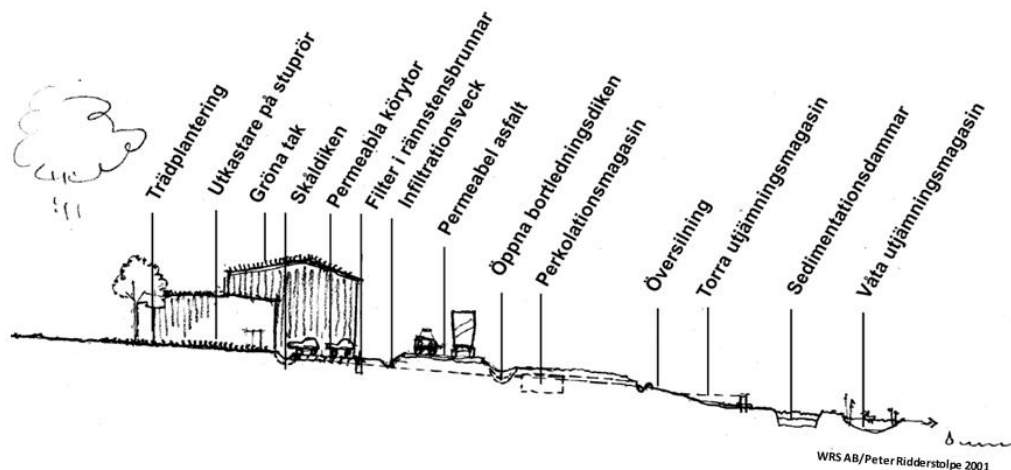 Trädplantering
Utkastare på stuprör
Gröna tak
Skåldiken
Permeabla körytor
Filter i rännstensbrunnar
Infiltrationsveck
Permeabel asfalt
Öppna bortledningsdiken
Perkolationsmagasin
Översilning
Torra utjämningsmagasin
Sedimentationsdammar
Våta utjämningsmagasin
WRS AB/Peter Ridderstolpe 2001